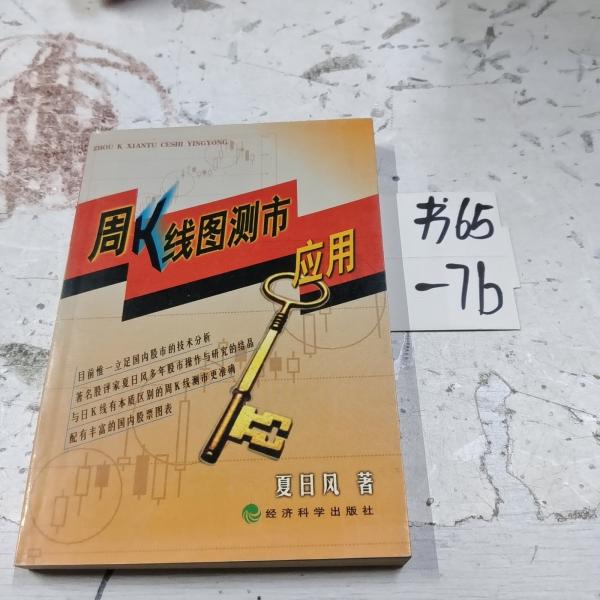 ZHOU K XIANTU CESHI YINGYONG
周K线图测市
应用
目前惟一立足国内股市的技术分析
著名股评家夏日风多年股市操作与研究的结晶
与日K线有本质区别的周K线测市更准确
配有丰富的国内股票图表
夏日风 著
经济科学出版社
书65
-7b